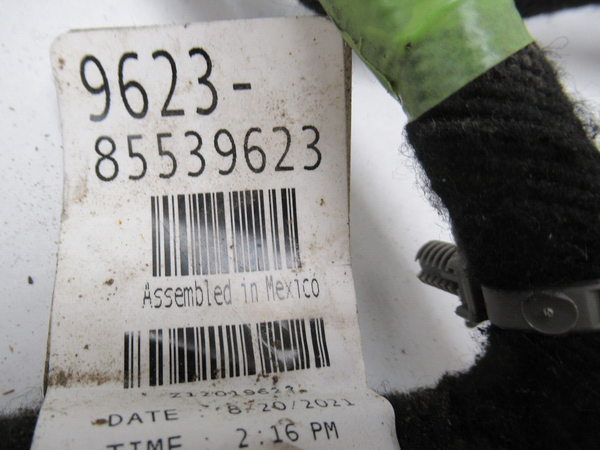 9623-
85539623
Assembled in Mexico
DATE : 8/20/2021
TIME : 2:16 PM